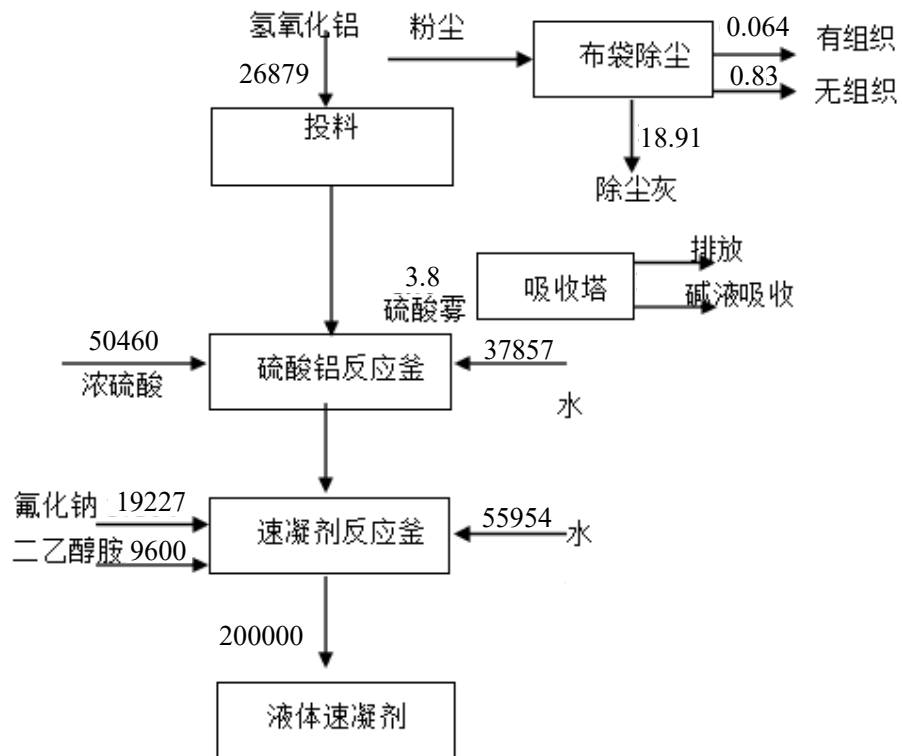 氢氧化铝
26879
投料
粉尘
布袋除尘
0.064
有组织
0.83
无组织
18.91
除尘灰
3.8
硫酸雾
吸收塔
排放
碱液吸收
50460
浓硫酸
硫酸铝反应釜
37857
水
氟化钠 19227
二乙醇胺 9600
速凝剂反应釜
55954
水
200000
液体速凝剂